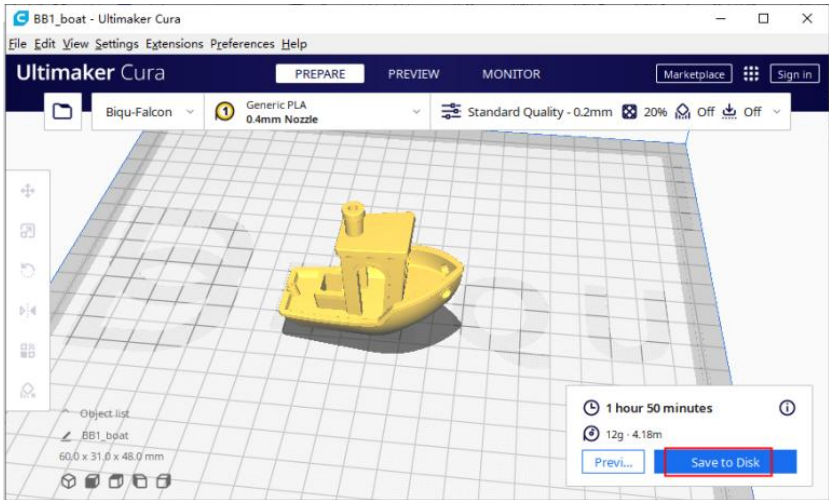 BB1_boat - Ultimaker Cura
File Edit View Settings Extensions Preferences Help
Ultimaker Cura PREPARE PREVIEW MONITOR Marketplace Sign in
Biqu-Falcon 1 Generic PLA Standard Quality - 0.2mm 20% Off Off
0.4mm Nozzle
Object list
BB1_boat
60.0 x 31.0 x 48.0 mm
1 hour 50 minutes
12g · 4.18m
Previ... Save to Disk